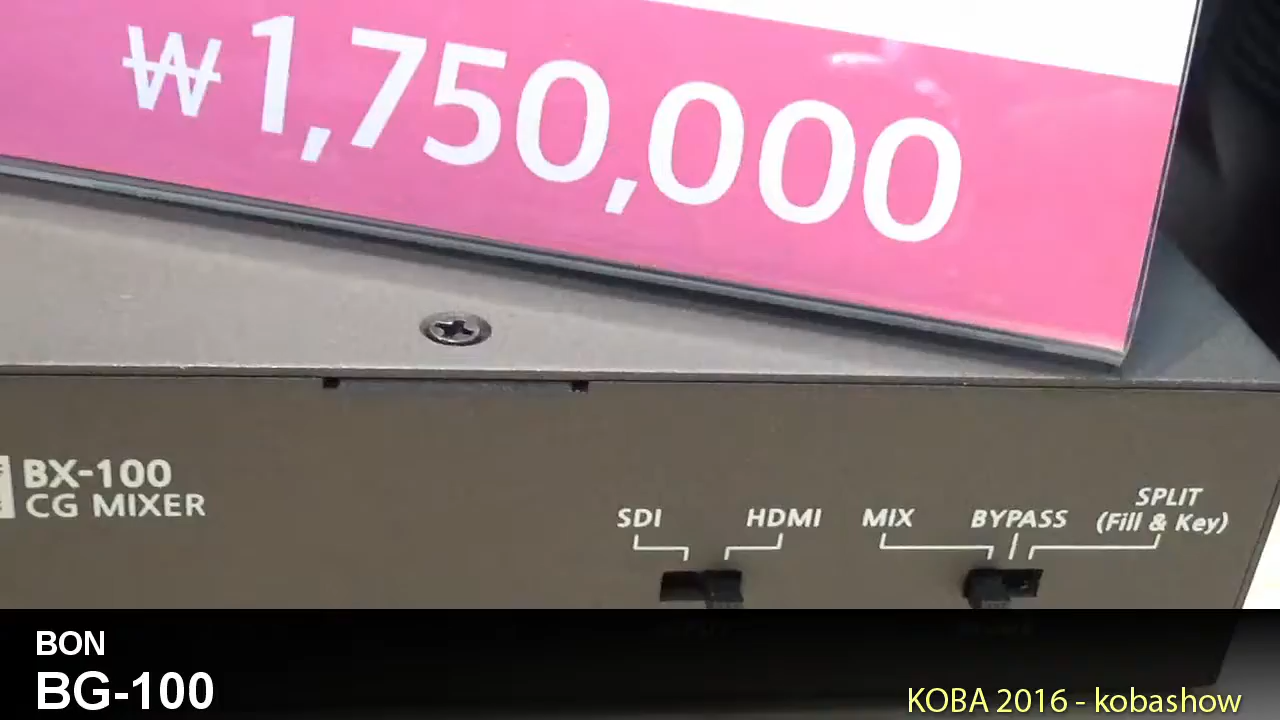 ₩1,750,000
BX-100
CG MIXER
SDI
HDMI
MIX
BYPASS
SPLIT
(Fill & Key)
BON
BG-100
KOBA 2016 - kobashow